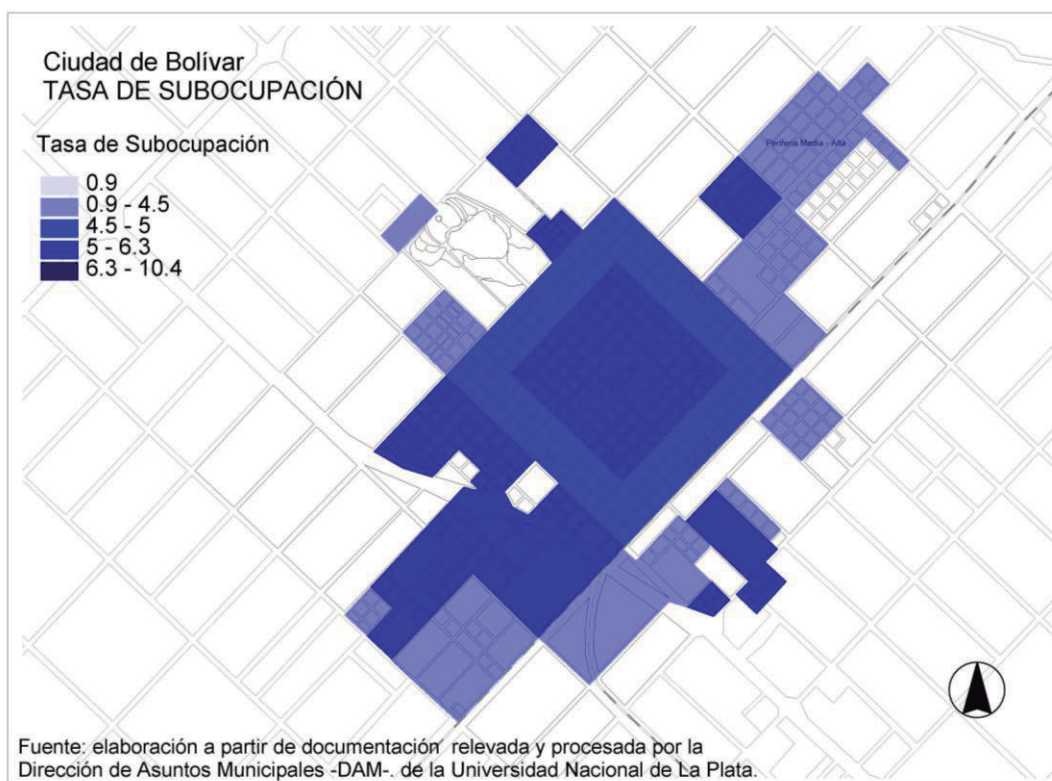 Ciudad de Bolívar
TASA DE SUBOCUPACIÓN
Tasa de Subocupación
0.9
0.9 - 4.5
4.5 - 5
5 - 6.3
6.3 - 10.4
Periferia Media - Alta
Fuente: elaboración a partir de documentación relevada y procesada por la
Dirección de Asuntos Municipales -DAM-. de la Universidad Nacional de La Plata.